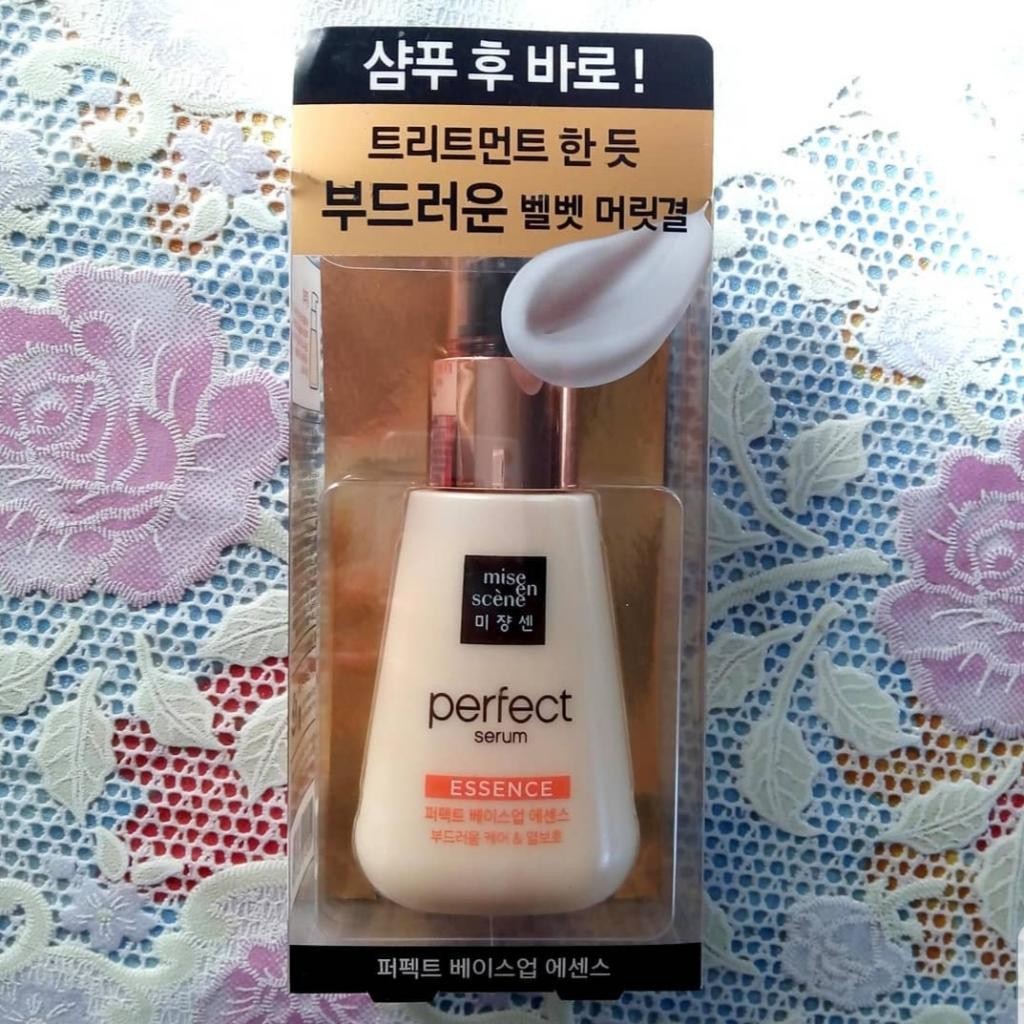 샴푸 후 바로!
트리트먼트 한 듯
부드러운 벨벳 머릿결
mise
en
scène
미쟝센
perfect
serum
ESSENCE
퍼펙트 베이스업 에센스
부드러움 케어 & 열보호
퍼펙트 베이스업 에센스